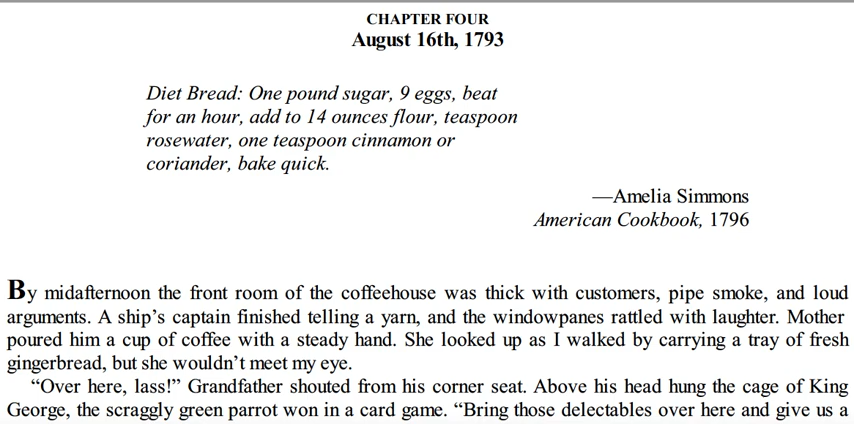 CHAPTER FOUR
August 16th, 1793
Diet Bread: One pound sugar, 9 eggs, beat
for an hour, add to 14 ounces flour, teaspoon
rosewater, one teaspoon cinnamon or
coriander, bake quick.
—Amelia Simmons
American Cookbook, 1796
By midafternoon the front room of the coffeehouse was thick with customers, pipe smoke, and loud
arguments. A ship’s captain finished telling a yarn, and the windowpanes rattled with laughter. Mother
poured him a cup of coffee with a steady hand. She looked up as I walked by carrying a tray of fresh
gingerbread, but she wouldn’t meet my eye.
“Over here, lass!” Grandfather shouted from his corner seat. Above his head hung the cage of King
George, the scraggly green parrot won in a card game. “Bring those delectables over here and give us a